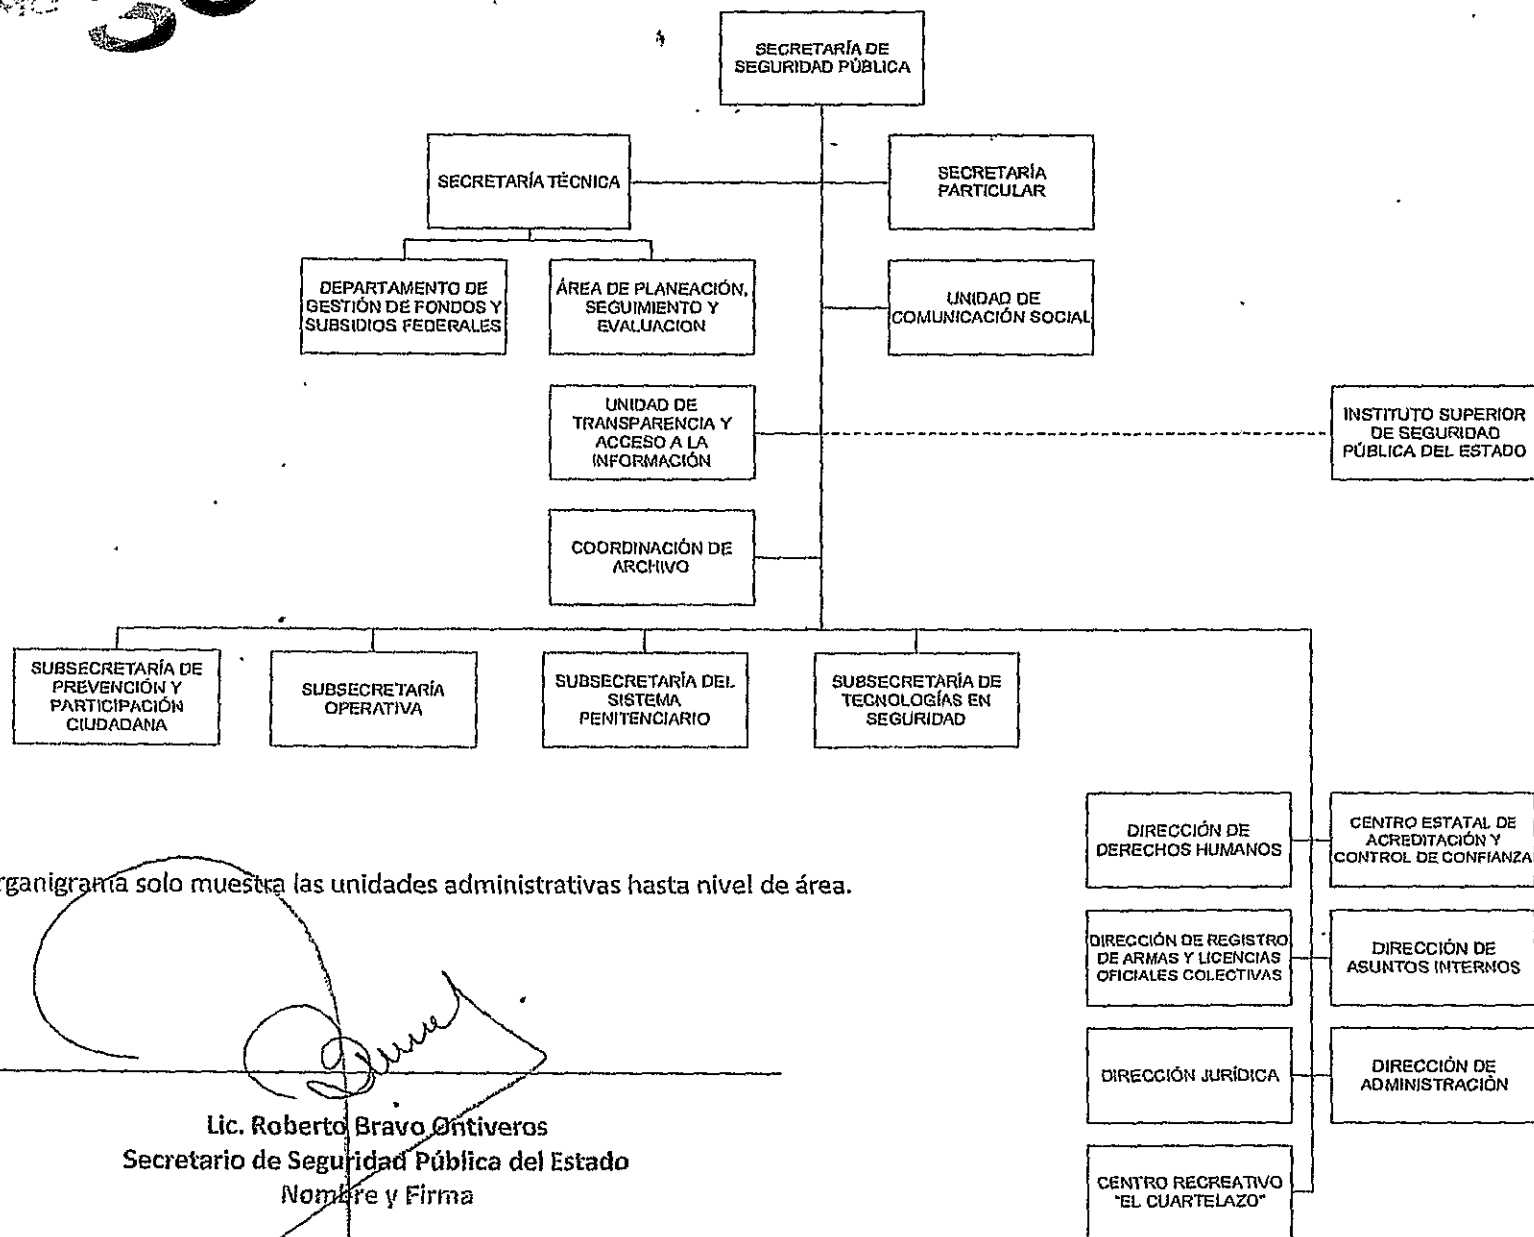 SECRETARÍA DE
SEGURIDAD PÚBLICA
SECRETARÍA TÉCNICA
SECRETARÍA
PARTICULAR
DEPARTAMENTO DE
GESTIÓN DE FONDOS Y
SUBSIDIOS FEDERALES
ÁREA DE PLANEACIÓN,
SEGUIMIENTO Y
EVALUACION
UNIDAD DE
COMUNICACIÓN SOCIAL
UNIDAD DE
TRANSPARENCIA Y
ACCESO A LA
INFORMACIÓN
INSTITUTO SUPERIOR
DE SEGURIDAD
PÚBLICA DEL ESTADO
COORDINACIÓN DE
ARCHIVO
SUBSECRETARÍA DE
PREVENCIÓN Y
PARTICIPACIÓN
CIUDADANA
SUBSECRETARÍA
OPERATIVA
SUBSECRETARÍA DEL
SISTEMA
PENITENCIARIO
SUBSECRETARÍA DE
TECNOLOGÍAS EN
SEGURIDAD
DIRECCIÓN DE
DERECHOS HUMANOS
CENTRO ESTATAL DE
ACREDITACIÓN Y
CONTROL DE CONFIANZA
rganigrama solo muestra las unidades administrativas hasta nivel de área.
DIRECCIÓN DE REGISTRO
DE ARMAS Y LICENCIAS
OFICIALES COLECTIVAS
DIRECCIÓN DE
ASUNTOS INTERNOS
DIRECCIÓN JURÍDICA
DIRECCIÓN DE
ADMINISTRACIÓN
Lic. Roberto Bravo Ontiveros
Secretario de Seguridad Pública del Estado
Nombre y Firma
CENTRO RECREATIVO
"EL CUARTELAZO"